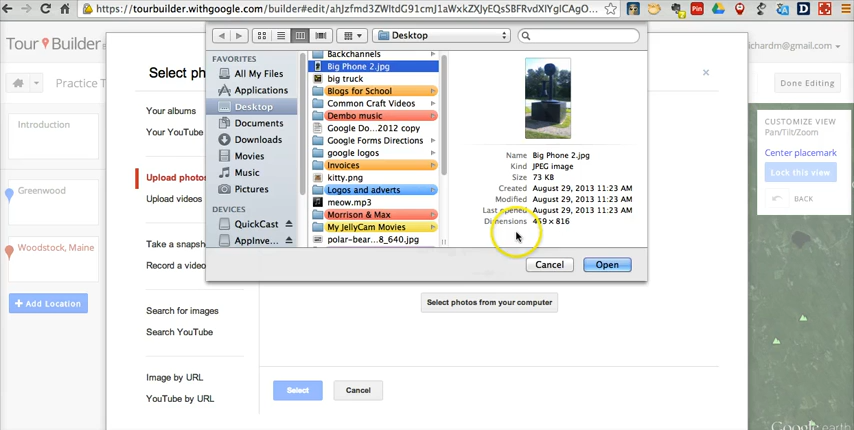 https://tourbuilder.withgoogle.com/builder#edit/ahJzfmd3ZWItdG91cmJ1aWxkZXJyEQsSBFRvdXIYglCAgO...
TourBuilder
Desktop
ichardm@gmail.com
Practice T
Select ph
Done Editing
Introduction
Greenwood
Woodstock, Maine
Add Location
Your albums
Your YouTube
Upload photos
Upload videos
Take a snapsh
Record a video
Search for images
Search YouTube
Image by URL
YouTube by URL
FAVORITES
All My Files
Applications
Desktop
Documents
Downloads
Movies
Music
Pictures
DEVICES
QuickCast
AppInve...
Backchannels
Big Phone 2.jpg
big truck
Blogs for School
Common Craft Videos
Dembo music
Google Do...2012 copy
Google Forms Directions
google logos
Invoices
kitty.png
Logos and adverts
meow.mp3
Morrison & Max
My JellyCam Movies
polar-bear...8_640.jpg
Name Big Phone 2.jpg
Kind JPEG image
Size 73 KB
Created August 29, 2013 11:23 AM
Modified August 29, 2013 11:23 AM
Last opened August 29, 2013 11:23 AM
Dimensions 459 × 816
Cancel
Open
Select photos from your computer
Select
Cancel
CUSTOMIZE VIEW
Pan/Tilt/Zoom
Center placemark
Lock this view
BACK
Google earth